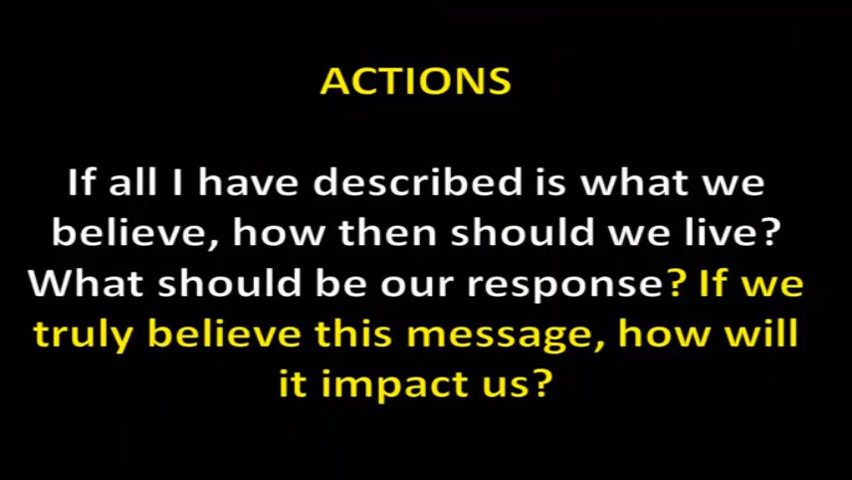 ACTIONS
If all I have described is what we
believe, how then should we live?
What should be our response? If we
truly believe this message, how will
it impact us?